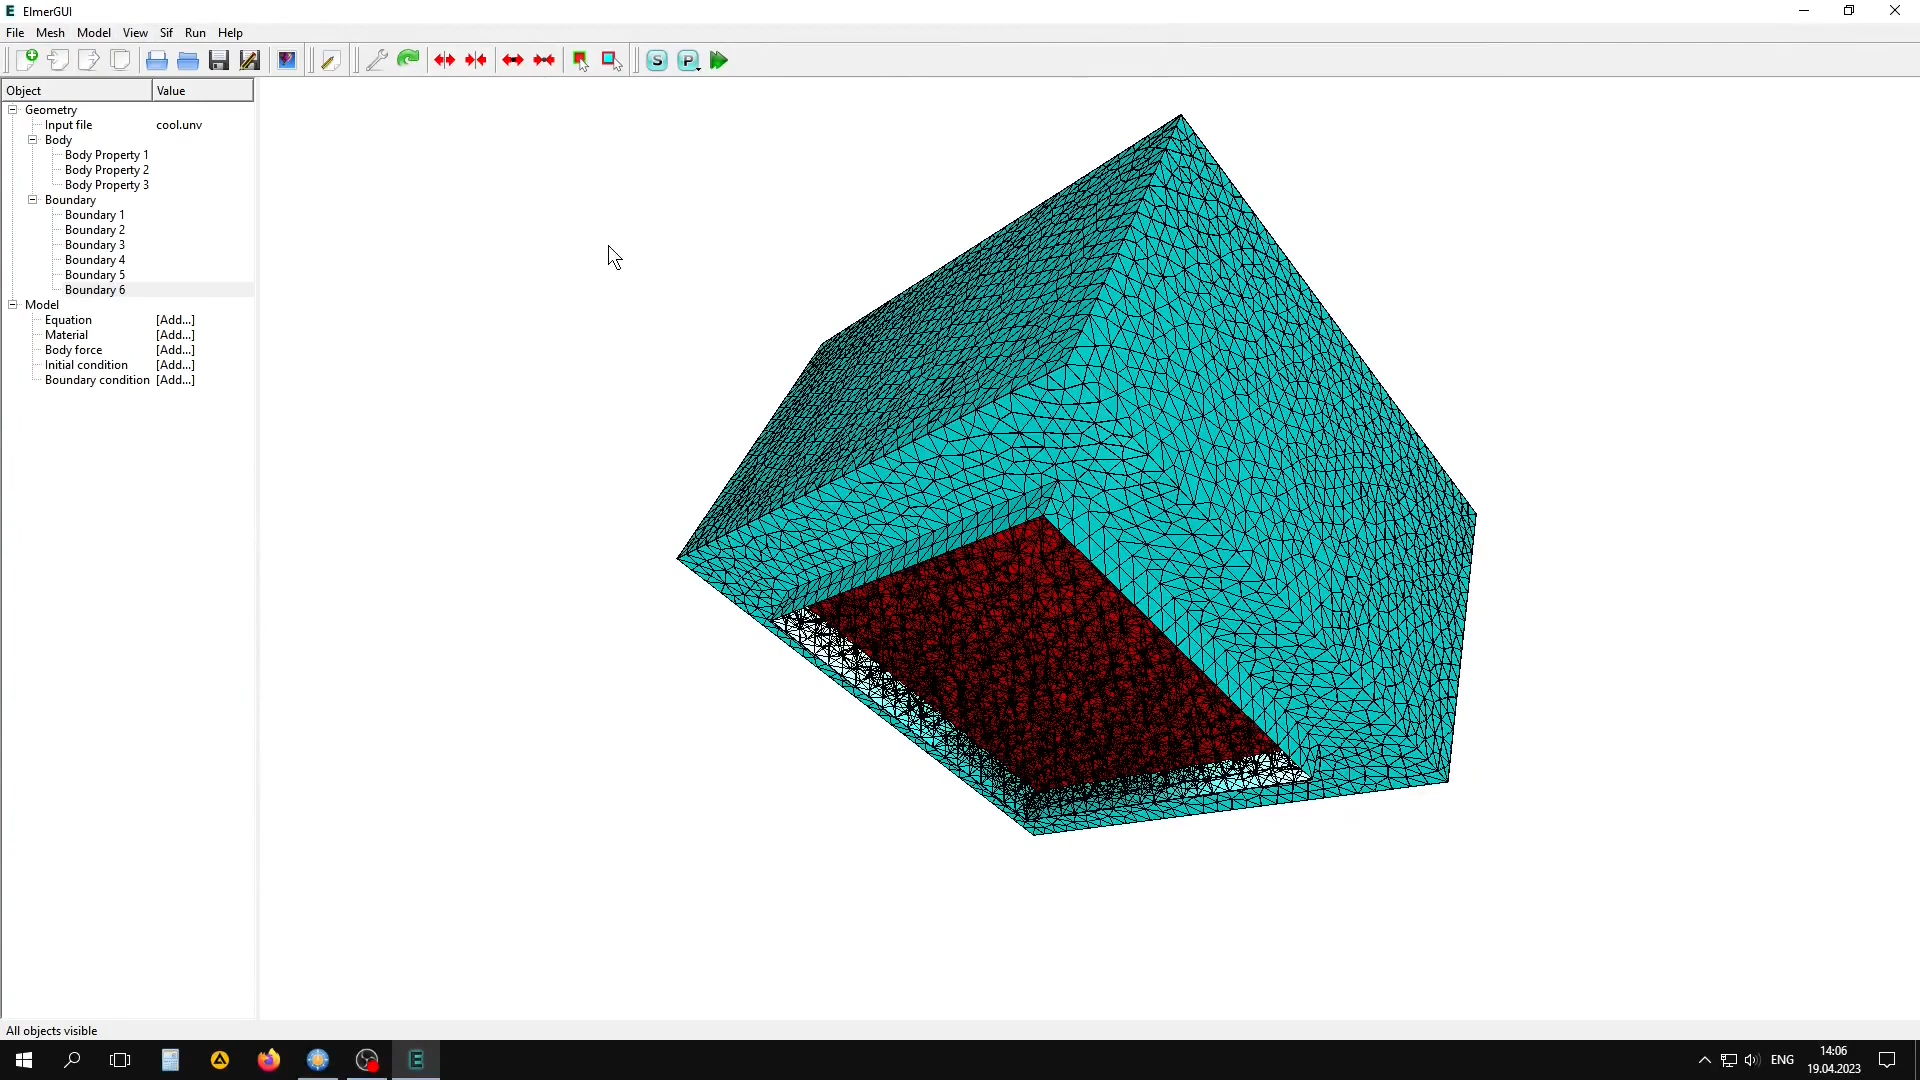 E ElmerGUI
File Mesh Model View Sif Run Help
S P
Object Value
Geometry
Input file cool.unv
Body
Body Property 1
Body Property 2
Body Property 3
Boundary
Boundary 1
Boundary 2
Boundary 3
Boundary 4
Boundary 5
Boundary 6
Model
Equation [Add...]
Material [Add...]
Body force [Add...]
Initial condition [Add...]
Boundary condition [Add...]
All objects visible
E
ENG
14:06
19.04.2023